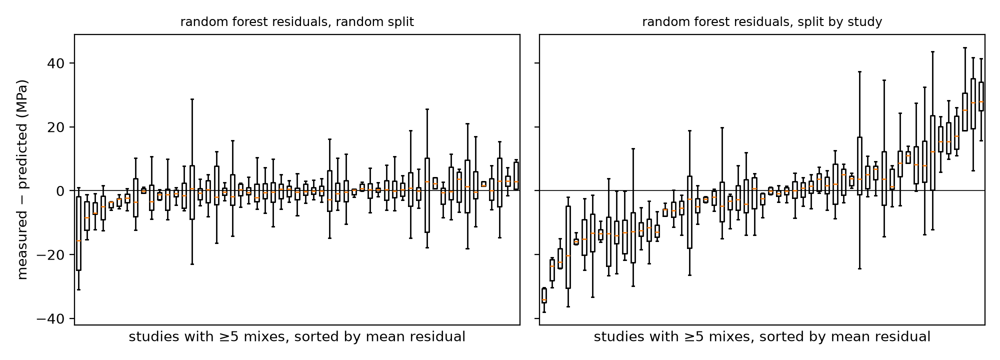 random forest residuals, random split
random forest residuals, split by study
measured − predicted (MPa)
40
20
0
−20
−40
studies with ≥5 mixes, sorted by mean residual
studies with ≥5 mixes, sorted by mean residual